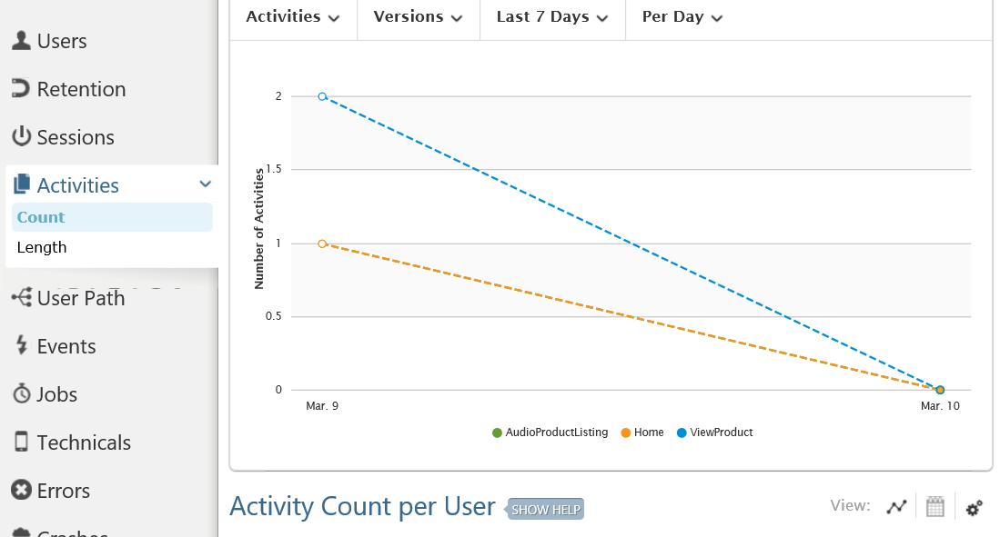 Activities Versions Last 7 Days Per Day
Users
Retention
Sessions
Activities
Count
Length
User Path
Events
Jobs
Technicals
Errors
Crashes
Number of Activities
2
1.5
1
0.5
0
Mar. 9 Mar. 10
AudioProductListing Home ViewProduct
Activity Count per User SHOW HELP View: